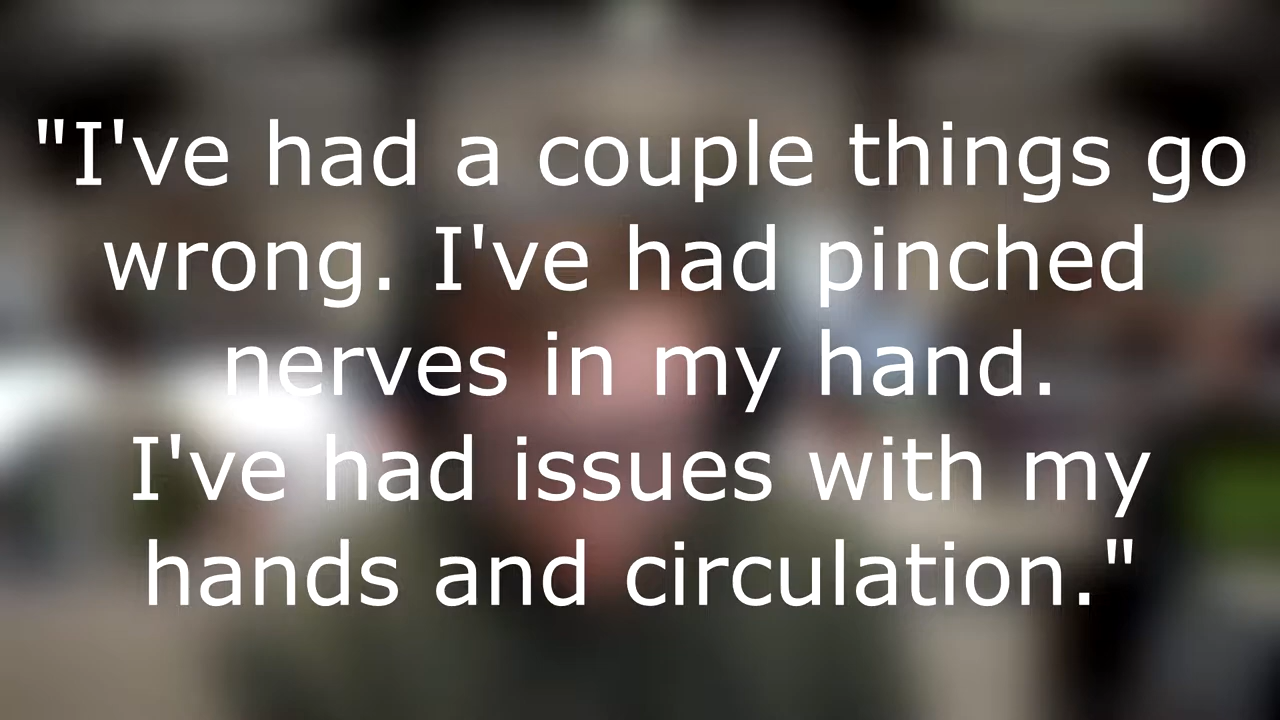 "I've had a couple things go
wrong. I've had pinched
nerves in my hand.
I've had issues with my
hands and circulation."